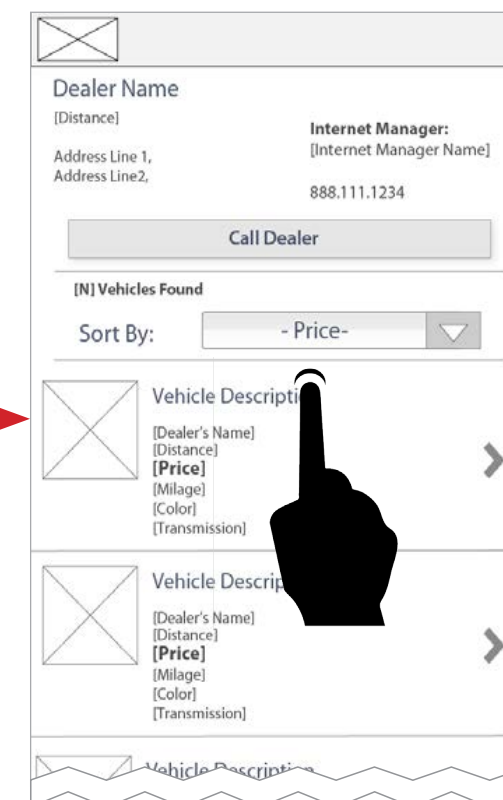 Dealer Name
[Distance]
Address Line 1,
Address Line2,
Internet Manager:
[Internet Manager Name]
888.111.1234
Call Dealer
[N] Vehicles Found
Sort By:
- Price-
Vehicle Descripti
[Dealer's Name]
[Distance]
[Price]
[Milage]
[Color]
[Transmission]
Vehicle Descrip
[Dealer's Name]
[Distance]
[Price]
[Milage]
[Color]
[Transmission]
Vehicle Description